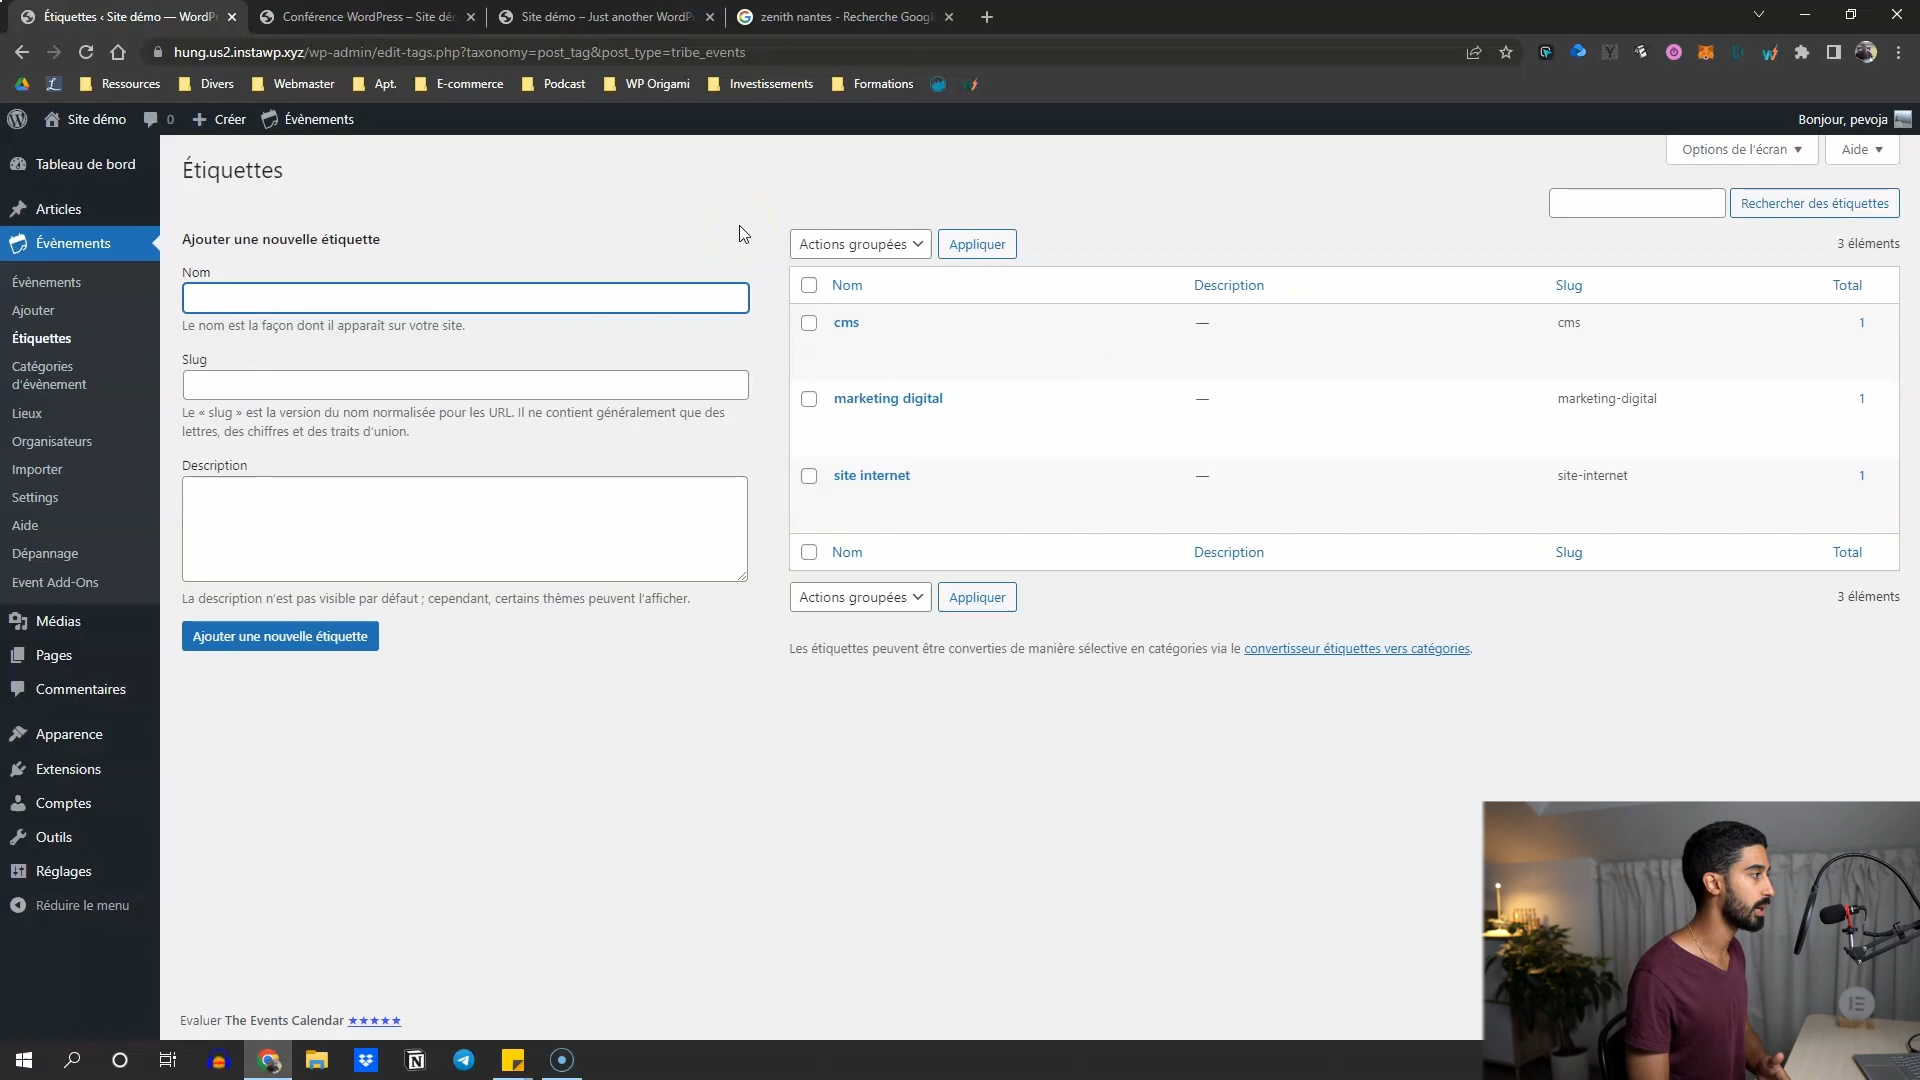 Étiquettes ‹ Site démo — WordPr
Conférence WordPress – Site dé
Site démo – Just another WordPr
zenith nantes - Recherche Googl
hung.us2.instawp.xyz/wp-admin/edit-tags.php?taxonomy=post_tag&post_type=tribe_events
Ressources
Divers
Webmaster
Apt.
E-commerce
Podcast
WP Origami
Investissements
Formations
Site démo
0
Créer
Évènements
Bonjour, pevoja
Tableau de bord
Articles
Évènements
Évènements
Ajouter
Étiquettes
Catégories
d'évènement
Lieux
Organisateurs
Importer
Settings
Aide
Dépannage
Event Add-Ons
Médias
Pages
Commentaires
Apparence
Extensions
Comptes
Outils
Réglages
Réduire le menu
Étiquettes
Options de l'écran
Aide
Rechercher des étiquettes
Ajouter une nouvelle étiquette
Nom
Le nom est la façon dont il apparaît sur votre site.
Slug
Le « slug » est la version du nom normalisée pour les URL. Il ne contient généralement que des
lettres, des chiffres et des traits d'union.
Description
La description n'est pas visible par défaut ; cependant, certains thèmes peuvent l'afficher.
Ajouter une nouvelle étiquette
Actions groupées
Appliquer
3 éléments
Nom Description Slug Total
cms — cms 1
marketing digital — marketing-digital 1
site internet — site-internet 1
Nom Description Slug Total
Actions groupées
Appliquer
3 éléments
Les étiquettes peuvent être converties de manière sélective en catégories via le convertisseur étiquettes vers catégories.
Evaluer The Events Calendar ★★★★★